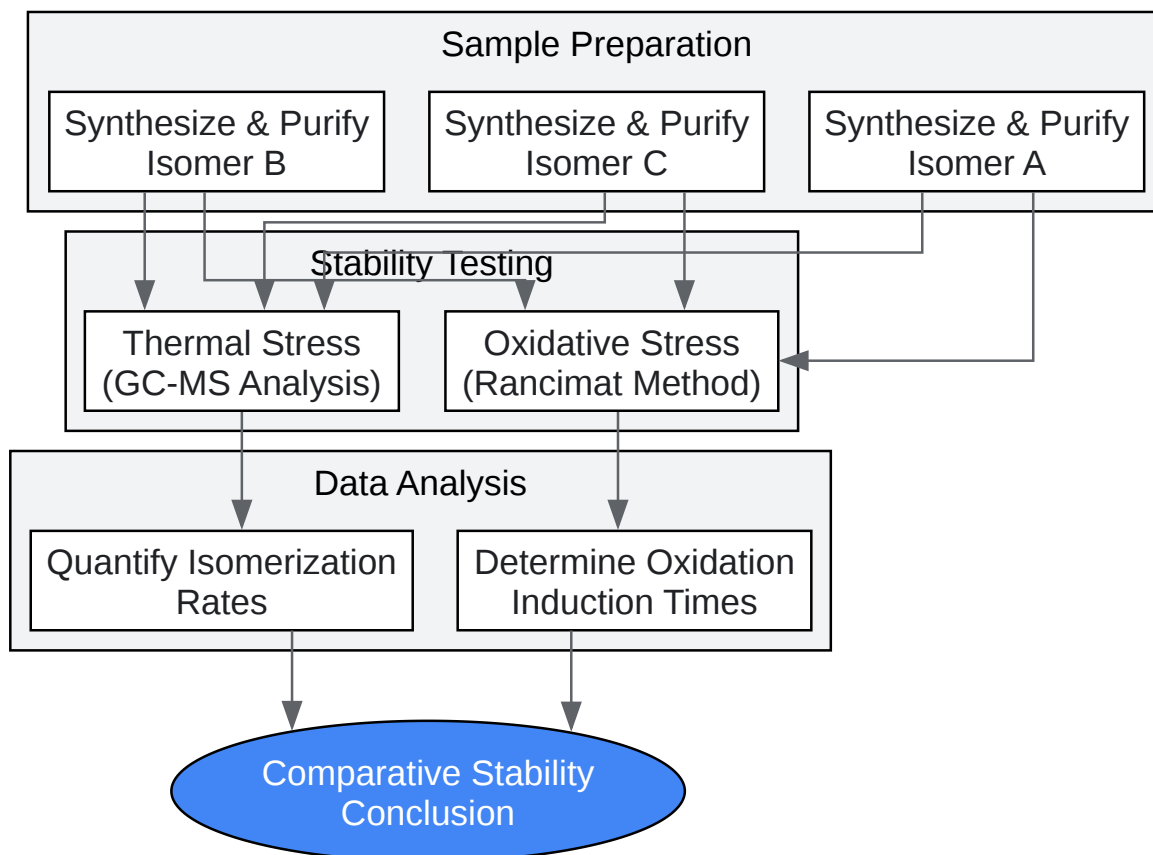 Sample Preparation
Synthesize & Purify
Isomer B
Synthesize & Purify
Isomer C
Synthesize & Purify
Isomer A
Stability Testing
Thermal Stress
(GC-MS Analysis)
Oxidative Stress
(Rancimat Method)
Data Analysis
Quantify Isomerization
Rates
Determine Oxidation
Induction Times
Comparative Stability
Conclusion